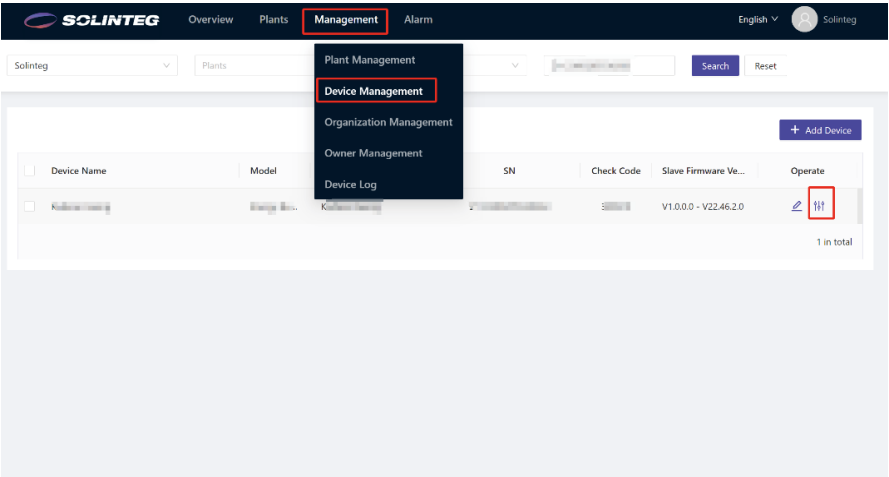 SOLINTEG Overview Plants Management Alarm English Solinteg
Solinteg Plants Search Reset
Plant Management
Device Management
Organization Management
Owner Management
Device Log
+ Add Device
Device Name Model SN Check Code Slave Firmware Ve... Operate
V1.0.0.0 - V22.46.2.0
1 in total